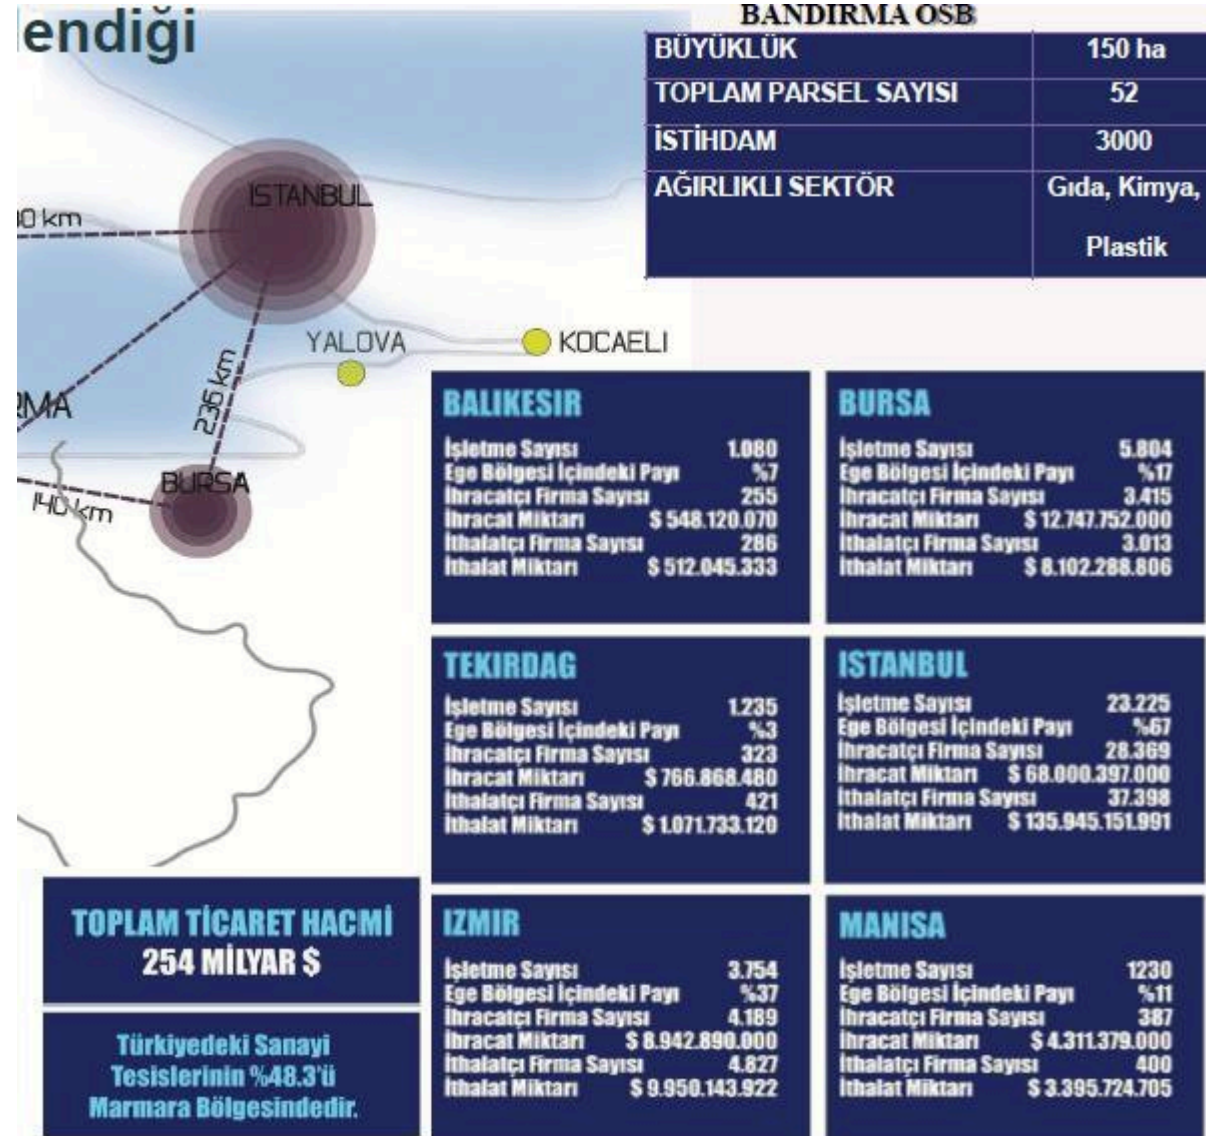 lendiği
BANDIRMA OSB
BÜYÜKLÜK 150 ha
TOPLAM PARSEL SAYISI 52
İSTİHDAM 3000
AĞIRLIKLI SEKTÖR Gıda, Kimya,
Plastik
ISTANBUL
km
YALOVA
KOCAELI
236 km
RMA
BURSA
140 km
BALIKESIR
İşletme Sayısı 1.080
Ege Bölgesi İçindeki Payı %7
İhracatçı Firma Sayısı 255
İhracat Miktarı $ 548.120.070
İthalatçı Firma Sayısı 286
İthalat Miktarı $ 512.045.333
BURSA
İşletme Sayısı 5.804
Ege Bölgesi İçindeki Payı %17
İhracatçı Firma Sayısı 3.415
İhracat Miktarı $ 12.747.752.000
İthalatçı Firma Sayısı 3.013
İthalat Miktarı $ 8.102.288.806
TEKIRDAG
İşletme Sayısı 1.235
Ege Bölgesi İçindeki Payı %3
İhracatçı Firma Sayısı 323
İhracat Miktarı $ 766.868.480
İthalatçı Firma Sayısı 421
İthalat Miktarı $ 1.071.733.120
ISTANBUL
İşletme Sayısı 23.225
Ege Bölgesi İçindeki Payı %67
İhracatçı Firma Sayısı 28.369
İhracat Miktarı $ 68.000.397.000
İthalatçı Firma Sayısı 37.398
İthalat Miktarı $ 135.945.151.991
TOPLAM TİCARET HACMİ
254 MİLYAR $
Türkiyedeki Sanayi
Tesislerinin %48.3'ü
Marmara Bölgesindedir.
IZMIR
İşletme Sayısı 3.754
Ege Bölgesi İçindeki Payı %37
İhracatçı Firma Sayısı 4.189
İhracat Miktarı $ 8.942.890.000
İthalatçı Firma Sayısı 4.827
İthalat Miktarı $ 9.950.143.922
MANISA
İşletme Sayısı 1230
Ege Bölgesi İçindeki Payı %11
İhracatçı Firma Sayısı 387
İhracat Miktarı $ 4.311.379.000
İthalatçı Firma Sayısı 400
İthalat Miktarı $ 3.395.724.705